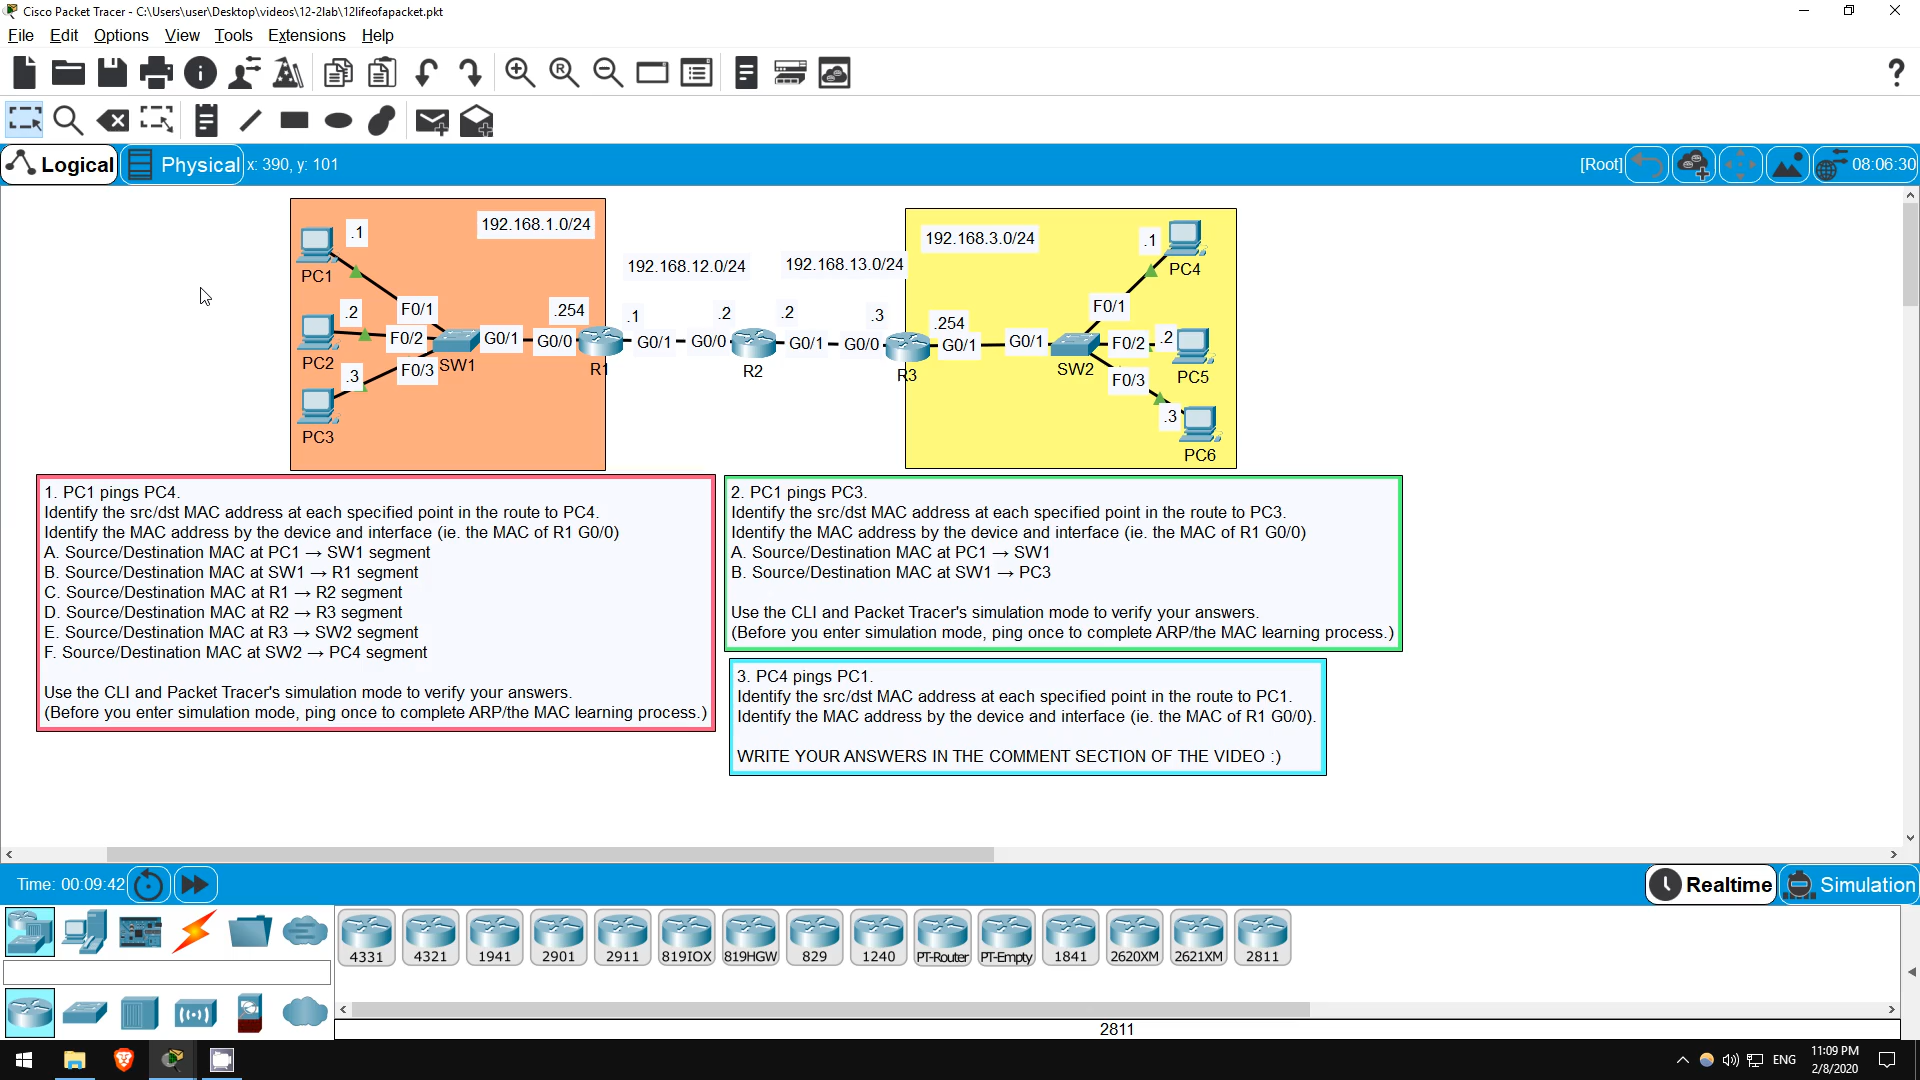 Cisco Packet Tracer - C:\Users\user\Desktop\videos\12-2lab\12lifeofapacket.pkt
File Edit Options View Tools Extensions Help
Logical Physical x: 390, y: 101 [Root] 08:06:30
192.168.1.0/24
192.168.12.0/24
192.168.13.0/24
192.168.3.0/24
.1
PC1
.2
PC2
.3
PC3
F0/1
F0/2
F0/3
SW1
G0/1
.254
G0/0
R1
.1
G0/1
.2
G0/0
R2
.2
G0/1
.3
G0/0
R3
.254
G0/1
G0/1
SW2
F0/1
F0/2
F0/3
.1
PC4
.2
PC5
.3
PC6
1. PC1 pings PC4.
Identify the src/dst MAC address at each specified point in the route to PC4.
Identify the MAC address by the device and interface (ie. the MAC of R1 G0/0)
A. Source/Destination MAC at PC1 → SW1 segment
B. Source/Destination MAC at SW1 → R1 segment
C. Source/Destination MAC at R1 → R2 segment
D. Source/Destination MAC at R2 → R3 segment
E. Source/Destination MAC at R3 → SW2 segment
F. Source/Destination MAC at SW2 → PC4 segment
Use the CLI and Packet Tracer's simulation mode to verify your answers.
(Before you enter simulation mode, ping once to complete ARP/the MAC learning process.)
2. PC1 pings PC3.
Identify the src/dst MAC address at each specified point in the route to PC3.
Identify the MAC address by the device and interface (ie. the MAC of R1 G0/0)
A. Source/Destination MAC at PC1 → SW1
B. Source/Destination MAC at SW1 → PC3
Use the CLI and Packet Tracer's simulation mode to verify your answers.
(Before you enter simulation mode, ping once to complete ARP/the MAC learning process.)
3. PC4 pings PC1.
Identify the src/dst MAC address at each specified point in the route to PC1.
Identify the MAC address by the device and interface (ie. the MAC of R1 G0/0).
WRITE YOUR ANSWERS IN THE COMMENT SECTION OF THE VIDEO :)
Time: 00:09:42 Realtime Simulation
4331 4321 1941 2901 2911 819IOX 819HGW 829 1240 PT-Router PT-Empty 1841 2620XM 2621XM 2811
2811
ENG 11:09 PM
2/8/2020